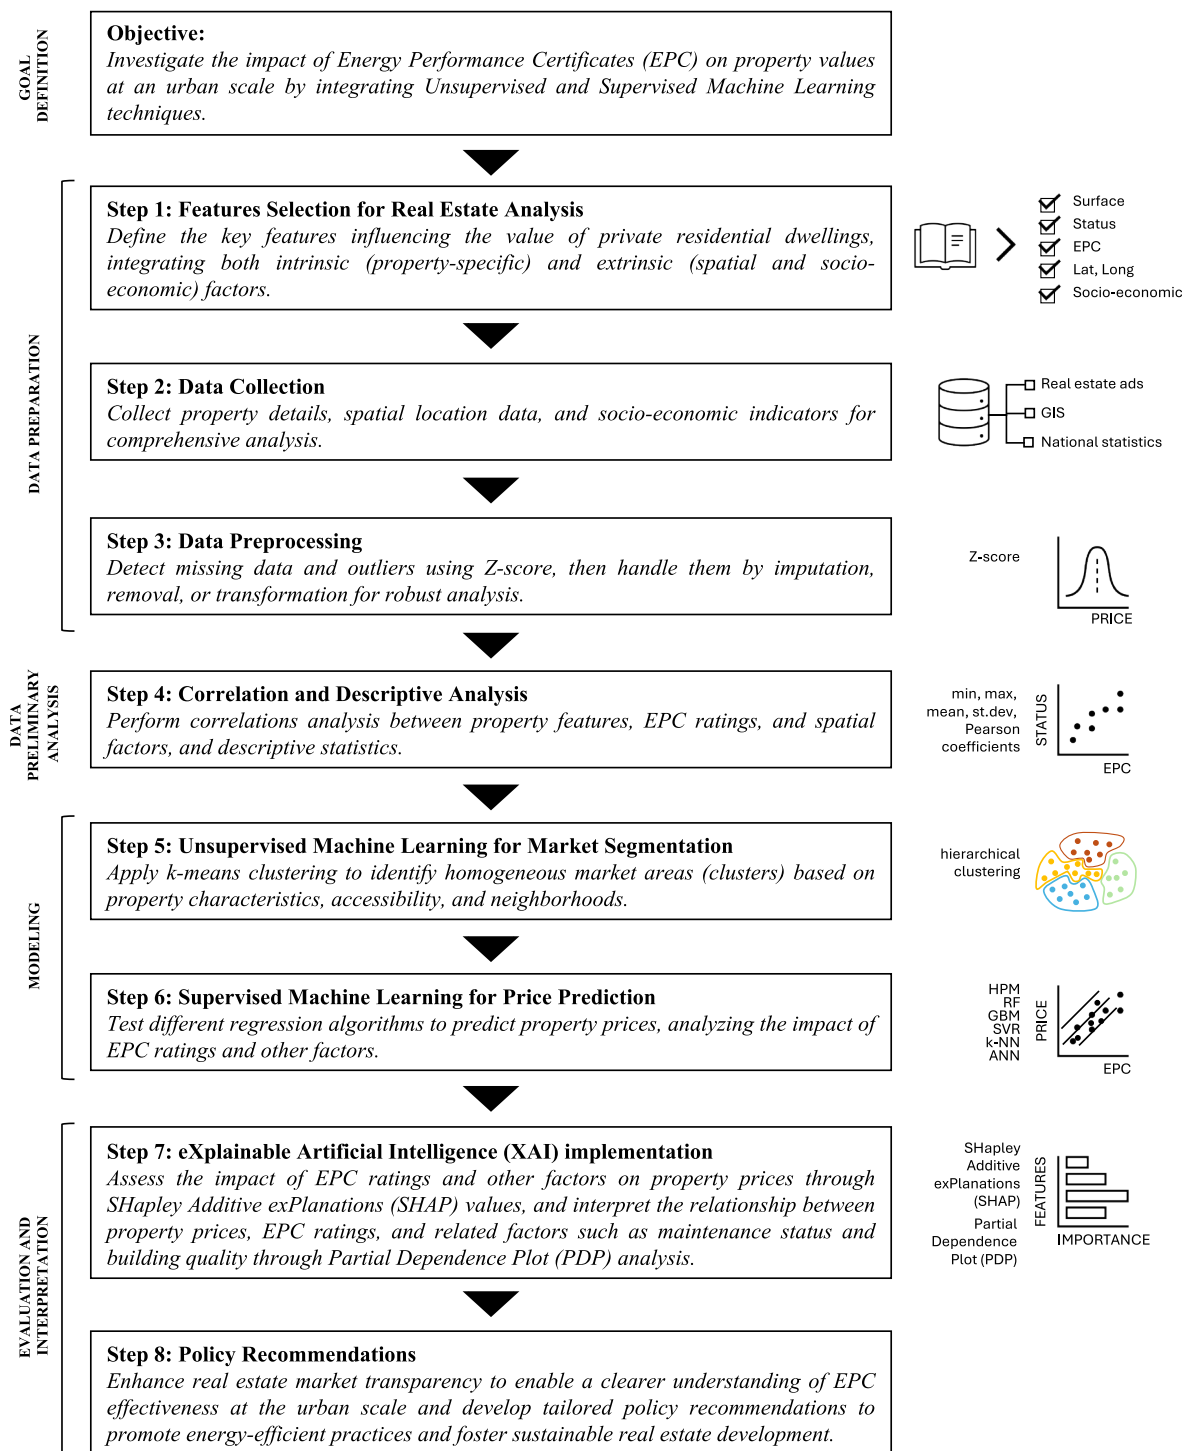 GOAL
DEFINITION
Objective:
Investigate the impact of Energy Performance Certificates (EPC) on property values
at an urban scale by integrating Unsupervised and Supervised Machine Learning
techniques.
DATA PREPARATION
Step 1: Features Selection for Real Estate Analysis
Define the key features influencing the value of private residential dwellings,
integrating both intrinsic (property-specific) and extrinsic (spatial and socio-
economic) factors.
Surface
Status
EPC
Lat, Long
Socio-economic
Step 2: Data Collection
Collect property details, spatial location data, and socio-economic indicators for
comprehensive analysis.
Real estate ads
GIS
National statistics
Step 3: Data Preprocessing
Detect missing data and outliers using Z-score, then handle them by imputation,
removal, or transformation for robust analysis.
Z-score
PRICE
DATA
PRELIMINARY
ANALYSIS
Step 4: Correlation and Descriptive Analysis
Perform correlations analysis between property features, EPC ratings, and spatial
factors, and descriptive statistics.
min, max,
mean, st.dev,
Pearson
coefficients
STATUS
EPC
MODELING
Step 5: Unsupervised Machine Learning for Market Segmentation
Apply k-means clustering to identify homogeneous market areas (clusters) based on
property characteristics, accessibility, and neighborhoods.
hierarchical
clustering
Step 6: Supervised Machine Learning for Price Prediction
Test different regression algorithms to predict property prices, analyzing the impact of
EPC ratings and other factors.
HPM
RF
GBM
SVR
k-NN
ANN
PRICE
EPC
EVALUATION AND
INTERPRETATION
Step 7: eXplainable Artificial Intelligence (XAI) implementation
Assess the impact of EPC ratings and other factors on property prices through
SHapley Additive exPlanations (SHAP) values, and interpret the relationship between
property prices, EPC ratings, and related factors such as maintenance status and
building quality through Partial Dependence Plot (PDP) analysis.
SHapley
Additive
exPlanations
(SHAP)
Partial
Dependence
Plot (PDP)
FEATURES
IMPORTANCE
Step 8: Policy Recommendations
Enhance real estate market transparency to enable a clearer understanding of EPC
effectiveness at the urban scale and develop tailored policy recommendations to
promote energy-efficient practices and foster sustainable real estate development.